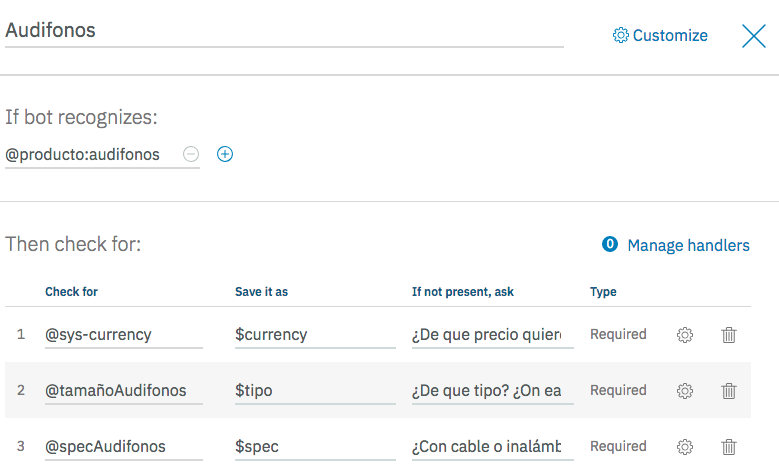 Audifonos
Customize
If bot recognizes:
@producto:audifonos
Then check for:
0 Manage handlers
Check for Save it as If not present, ask Type
1 @sys-currency $currency ¿De que precio quier Required
2 @tamañoAudifonos $tipo ¿De que tipo? ¿On ea Required
3 @specAudifonos $spec ¿Con cable o inalámb Required